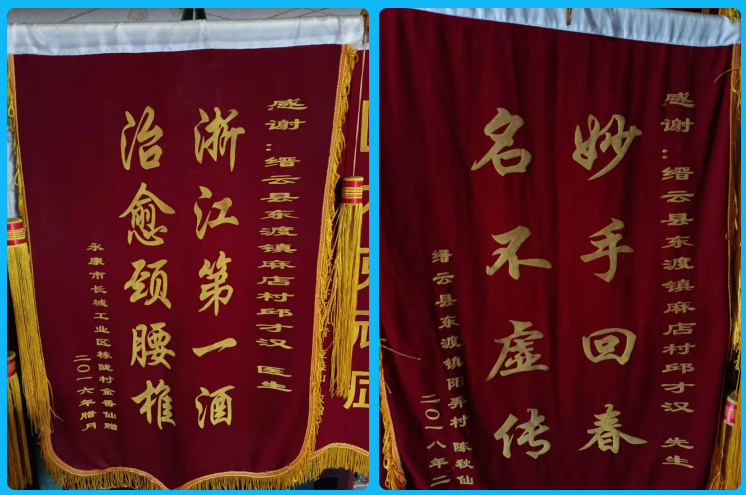 感谢：缙云县东渡镇麻店村邱才汉 医生
浙江第一酒
治愈颈腰椎
永康市长城工业区栋陇村金香仙赠
二〇一六年腊月
感谢：缙云县东渡镇麻店村邱才汉 先生
妙手回春
名不虚传
缙云县东渡镇阳弄村 陈秋仙
二〇一八年二